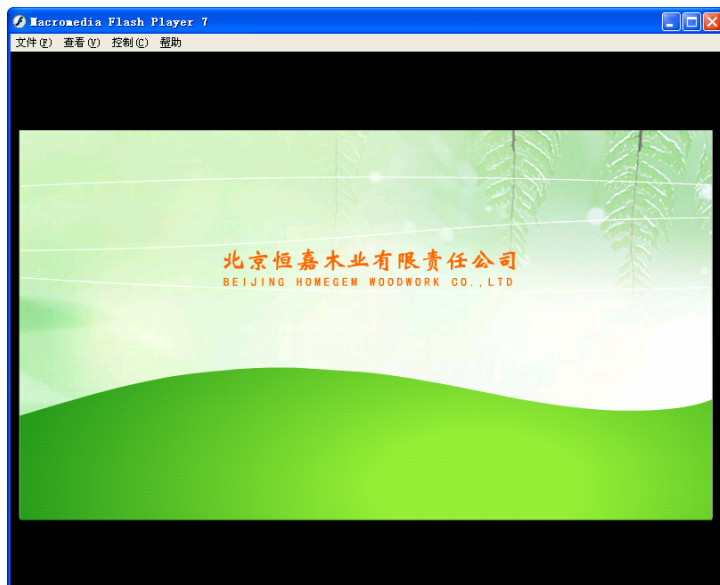 Macromedia Flash Player 7
文件(F) 查看(V) 控制(C) 帮助
北京恒嘉木业有限责任公司
BEIJING HOMEGEM WOODWORK CO.,LTD